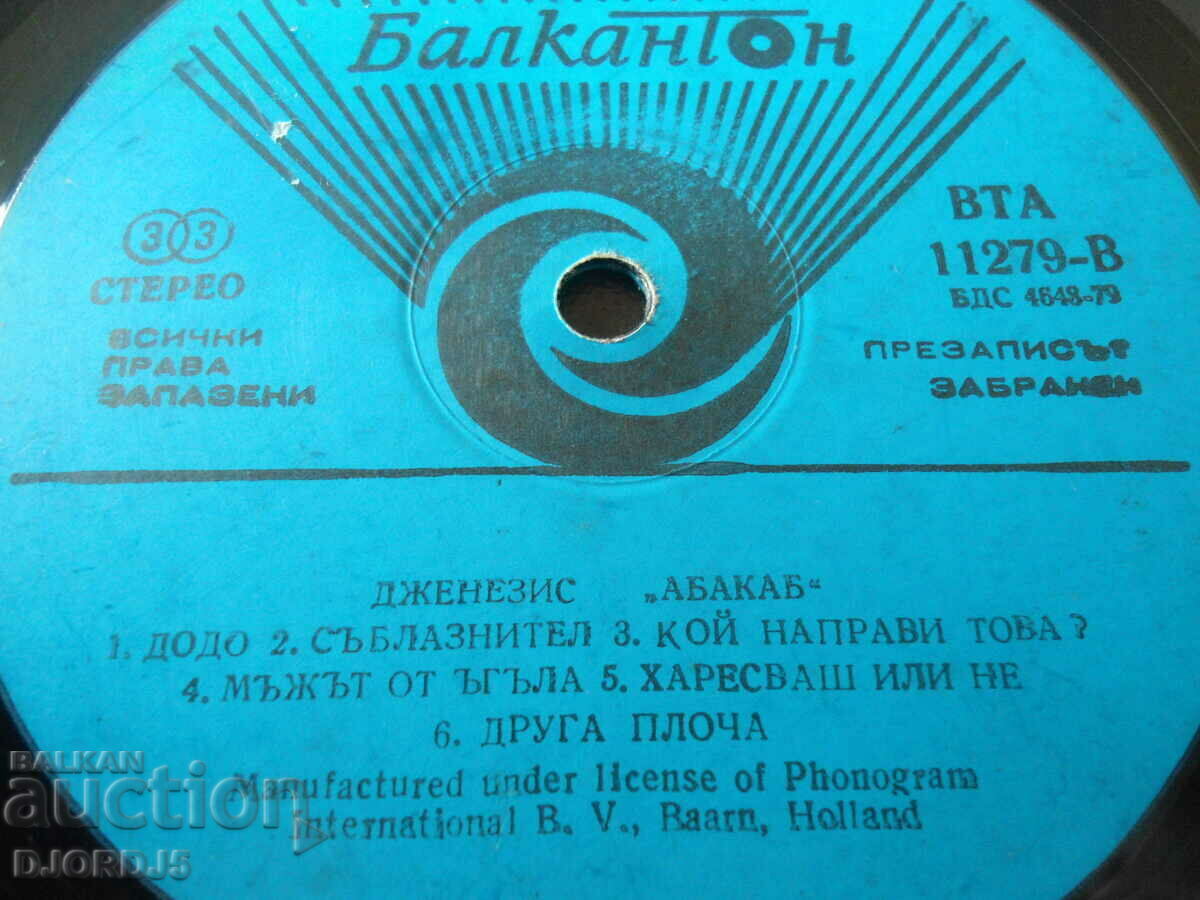 Балкантон
33
СТЕРЕО
ВСИЧКИ
ПРАВА
ЗАПАЗЕНИ
ВТА
11279-В
БДС 4648-79
ПРЕЗАПИСЪТ
ЗАБРАНЕН
ДЖЕНЕЗИС „АБАКАБ“
1. ДОДО 2. СЪБЛАЗНИТЕЛ 3. КОЙ НАПРАВИ ТОВА?
4. МЪЖЪТ ОТ ЪГЪЛА 5. ХАРЕСВАШ ИЛИ НЕ
6. ДРУГА ПЛОЧА
Manufactured under license of Phonogram
International B. V., Baarn, Holland
BALKAN
auction
DJORDJ5